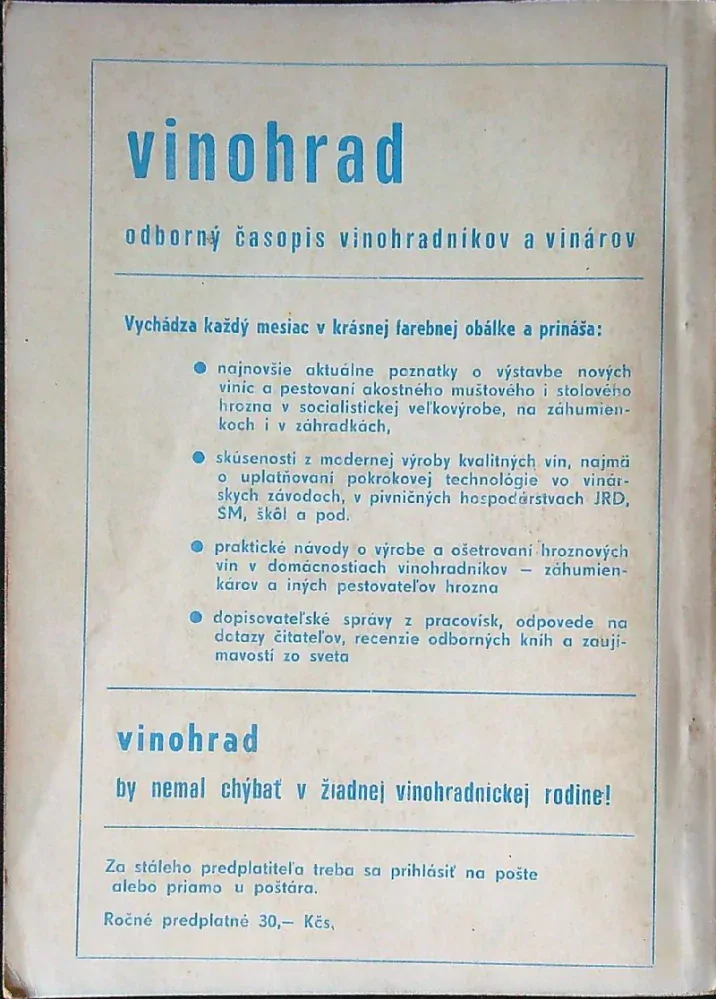 vinohrad
odborný časopis vinohradníkov a vinárov
Vychádza každý mesiac v krásnej farebnej obálke a prináša:
● najnovšie aktuálne poznatky o výstavbe nových
viníc a pestovaní akostného muštového i stolového
hrozna v socialistickej veľkovýrobe, na záhumien-
koch i v záhradkách,
● skúsenosti z modernej výroby kvalitných vín, najmä
o uplatňovaní pokrokovej technológie vo vinár-
skych závodoch, v pivničných hospodárstvach JRD,
ŠM, škôl a pod.
● praktické návody o výrobe a ošetrovaní hroznových
vín v domácnostiach vinohradníkov — záhumien-
károv a iných pestovateľov hrozna
● dopisovateľské správy z pracovísk, odpovede na
dotazy čitateľov, recenzie odborných kníh a zaují-
mavostí zo sveta
vinohrad
by nemal chýbať v žiadnej vinohradníckej rodine!
Za stáleho predplatiteľa treba sa prihlásiť na pošte
alebo priamo u poštára.
Ročné predplatné 30,— Kčs,